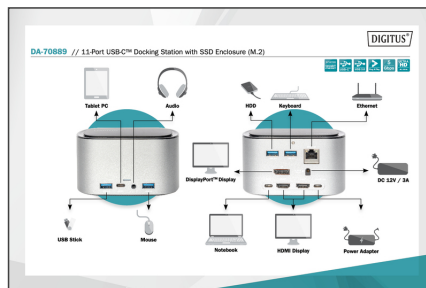 DIGITUS®
DA-70889 // 11-Port USB-C™ Docking Station with SSD Enclosure (M.2)
Tablet PC
Audio
HDD
Keyboard
Ethernet
DisplayPort™ Display
DC 12V / 3A
USB Stick
Mouse
Notebook
HDMI Display
Power Adapter